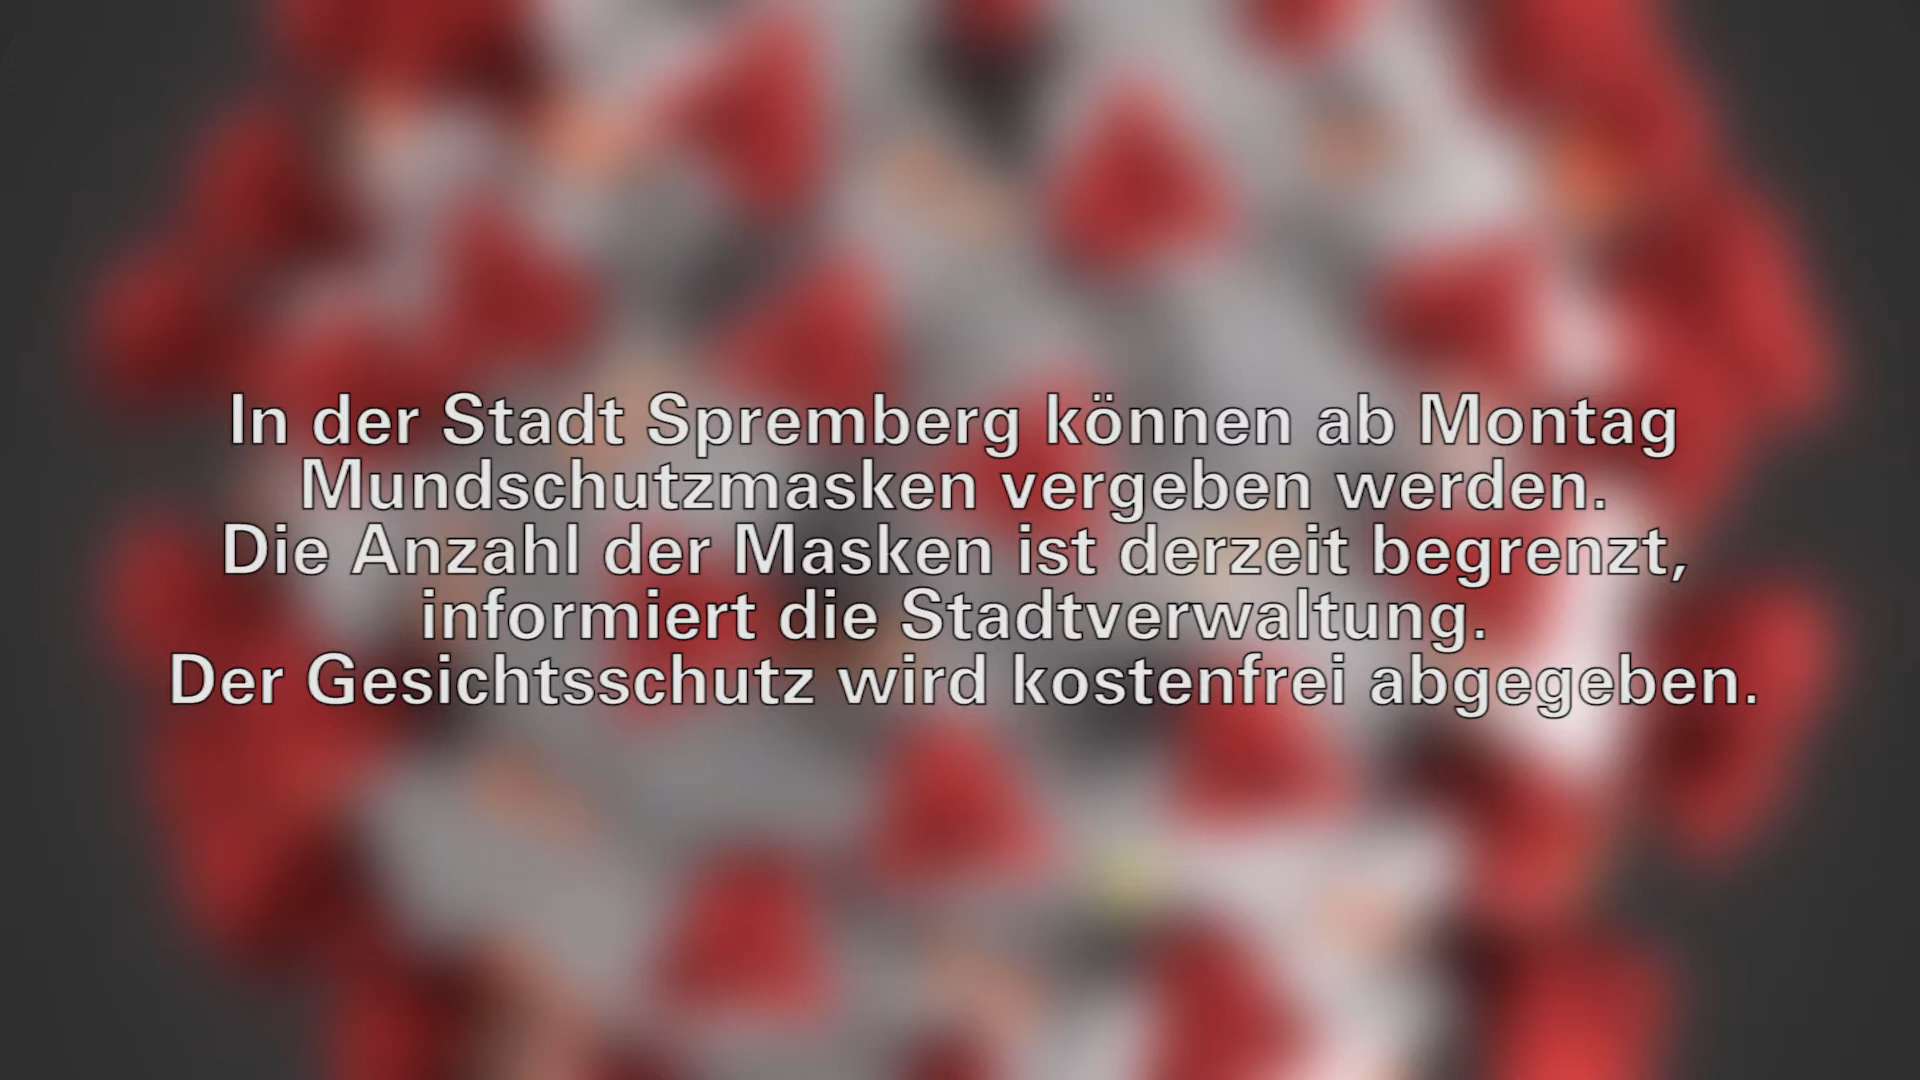 In der Stadt Spremberg können ab Montag
Mundschutzmasken vergeben werden.
Die Anzahl der Masken ist derzeit begrenzt,
informiert die Stadtverwaltung.
Der Gesichtsschutz wird kostenfrei abgegeben.